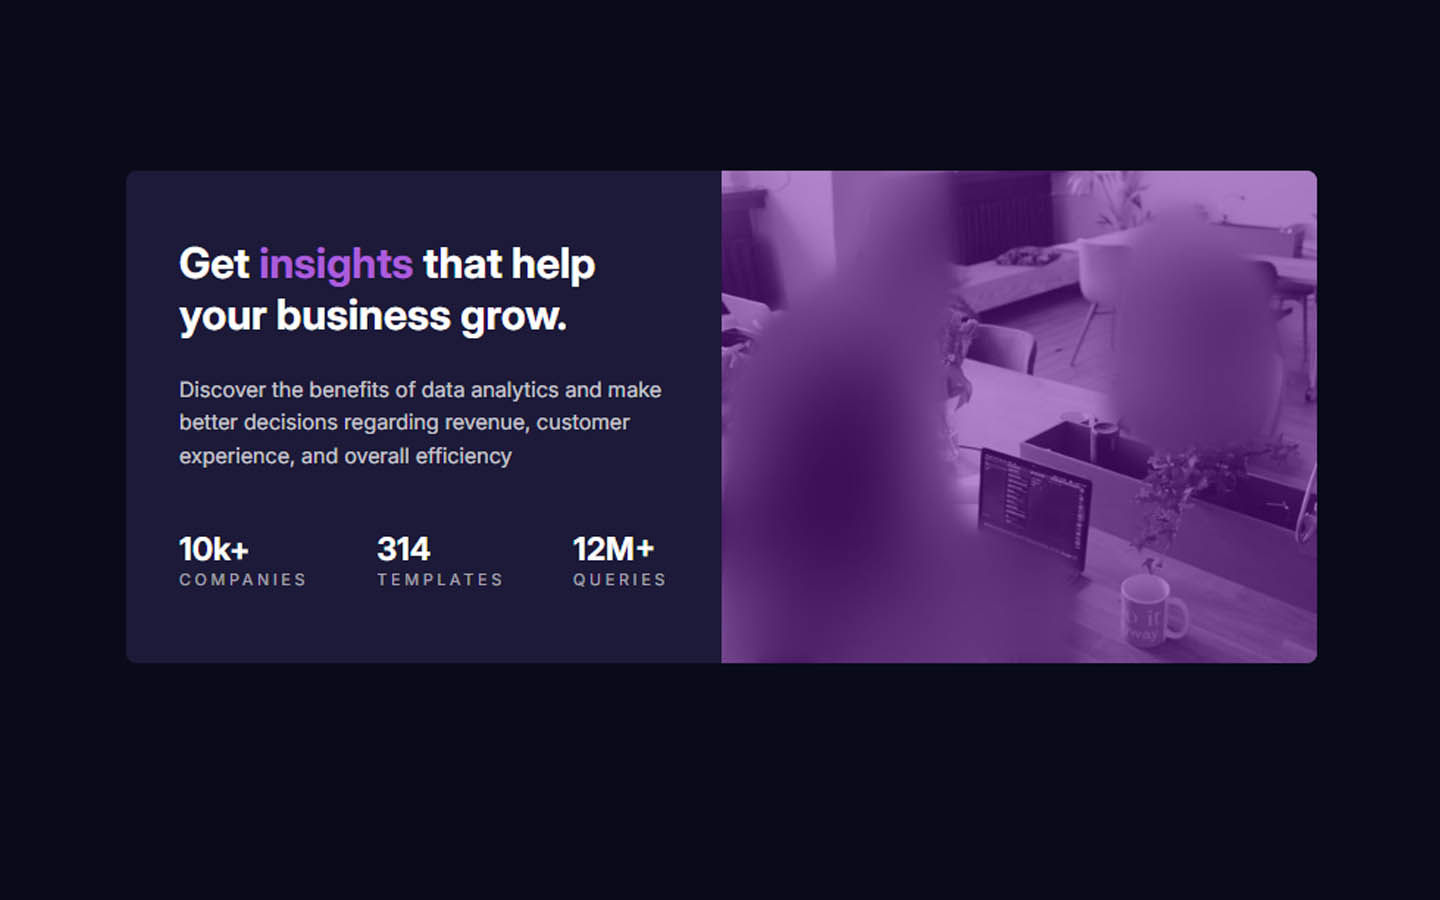 Get insights that help
your business grow.
Discover the benefits of data analytics and make
better decisions regarding revenue, customer
experience, and overall efficiency
10k+ 314 12M+
COMPANIES TEMPLATES QUERIES